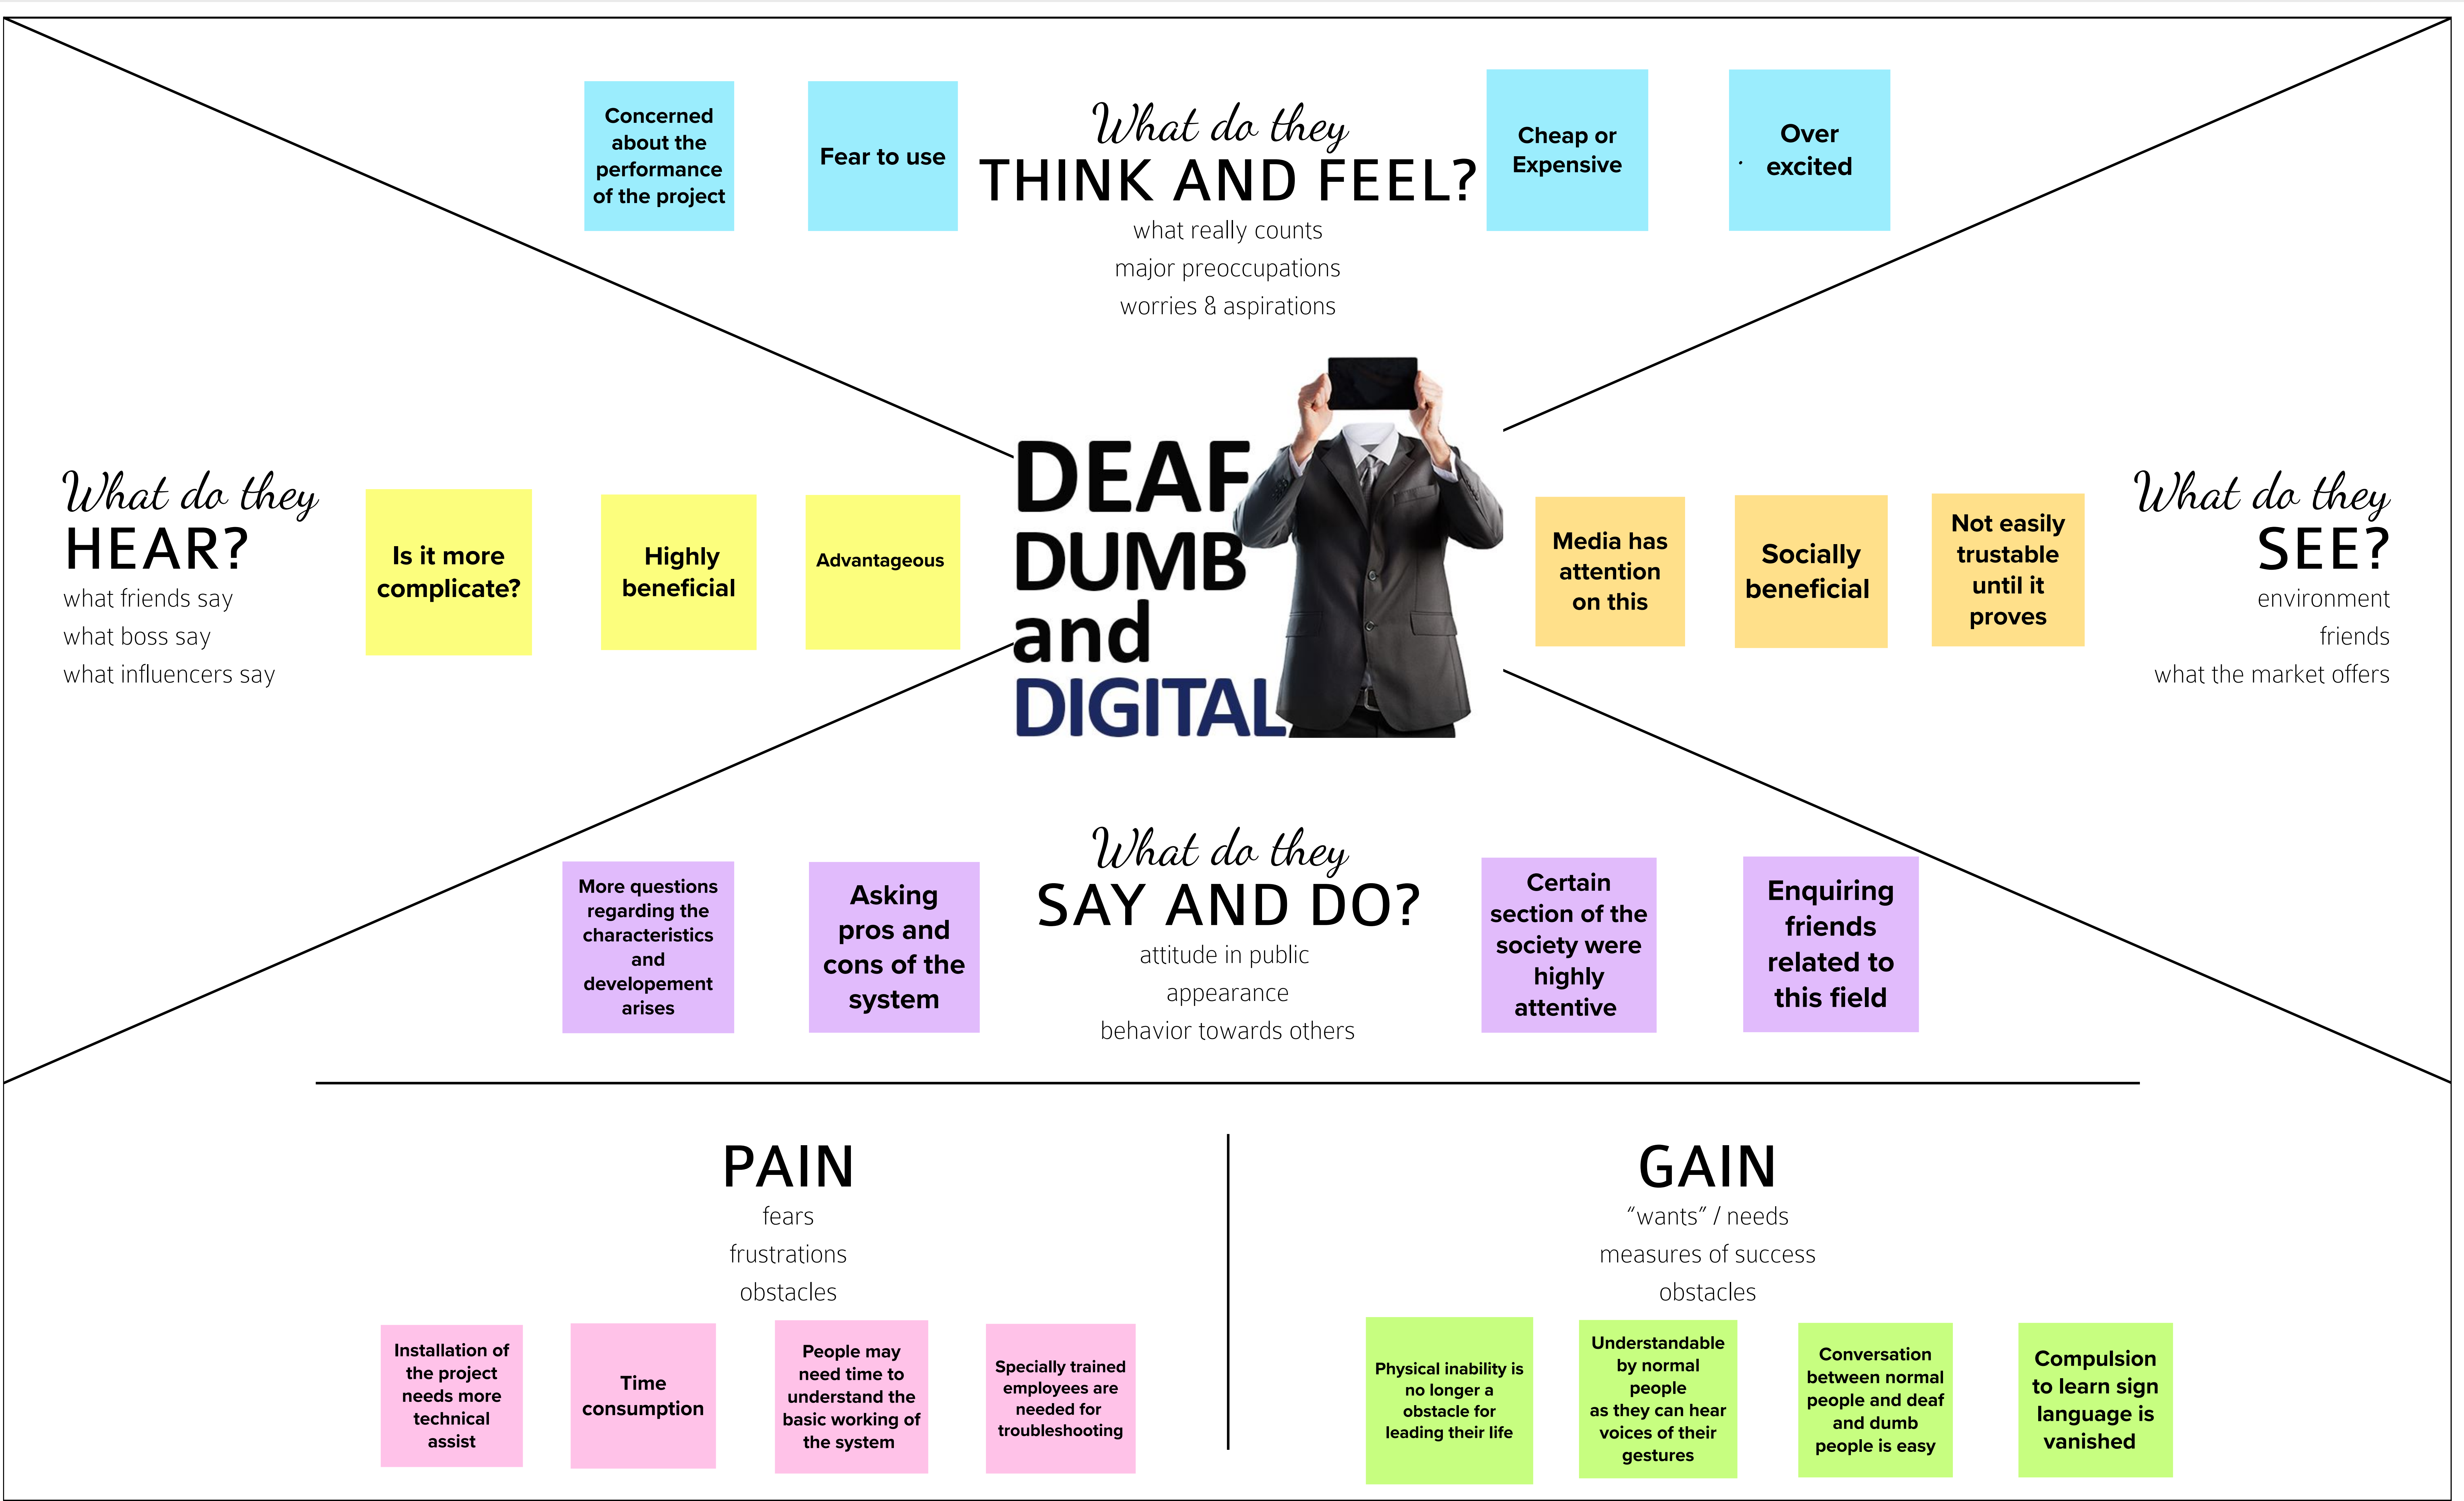 Concerned
about the
performance
of the project
Fear to use
What do they
THINK AND FEEL?
what really counts
major preoccupations
worries & aspirations
Cheap or
Expensive
Over
excited
What do they
HEAR?
what friends say
what boss say
what influencers say
Is it more
complicate?
Highly
beneficial
Advantageous
DEAF
DUMB
and
DIGITAL
Media has
attention
on this
Socially
beneficial
Not easily
trustable
until it
proves
What do they
SEE?
environment
friends
what the market offers
More questions
regarding the
characteristics
and
developement
arises
Asking
pros and
cons of the
system
What do they
SAY AND DO?
attitude in public
appearance
behavior towards others
Certain
section of the
society were
highly
attentive
Enquiring
friends
related to
this field
PAIN
fears
frustrations
obstacles
Installation of
the project
needs more
technical
assist
Time
consumption
People may
need time to
understand the
basic working of
the system
Specially trained
employees are
needed for
troubleshooting
GAIN
“wants” / needs
measures of success
obstacles
Physical inability is
no longer a
obstacle for
leading their life
Understandable
by normal
people
as they can hear
voices of their
gestures
Conversation
between normal
people and deaf
and dumb
people is easy
Compulsion
to learn sign
language is
vanished